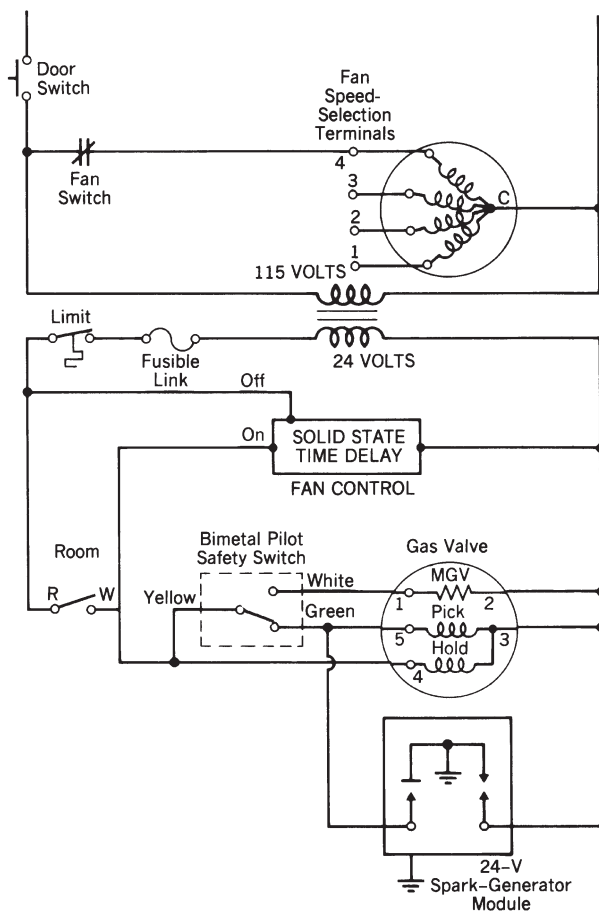 Door
Switch
Fan
Speed-
Selection
Terminals
4
Fan
Switch
3
2
1
C
115 VOLTS
Limit
Fusible
Link
24 VOLTS
Off
On
SOLID STATE
TIME DELAY
FAN CONTROL
Room
R
W
Bimetal Pilot
Safety Switch
Yellow
White
Green
Gas Valve
MGV
1
2
Pick
5
3
Hold
4
24-V
Spark-Generator
Module